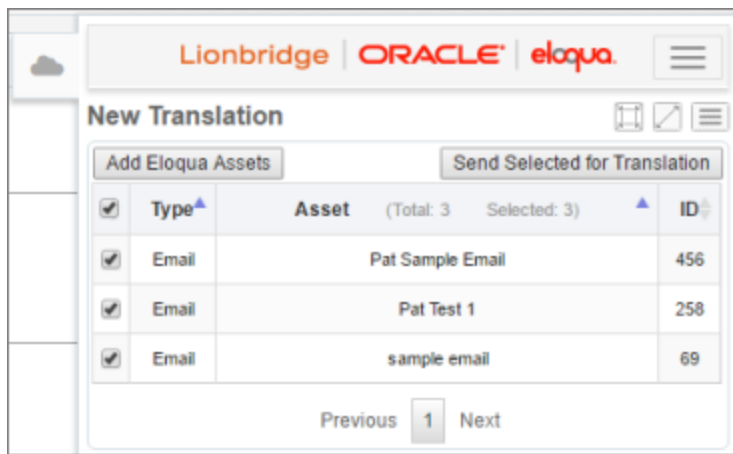 Lionbridge | ORACLE® | eloqua.
New Translation
Add Eloqua Assets Send Selected for Translation
Type Asset (Total: 3 Selected: 3) ID
Email Pat Sample Email 456
Email Pat Test 1 258
Email sample email 69
Previous 1 Next